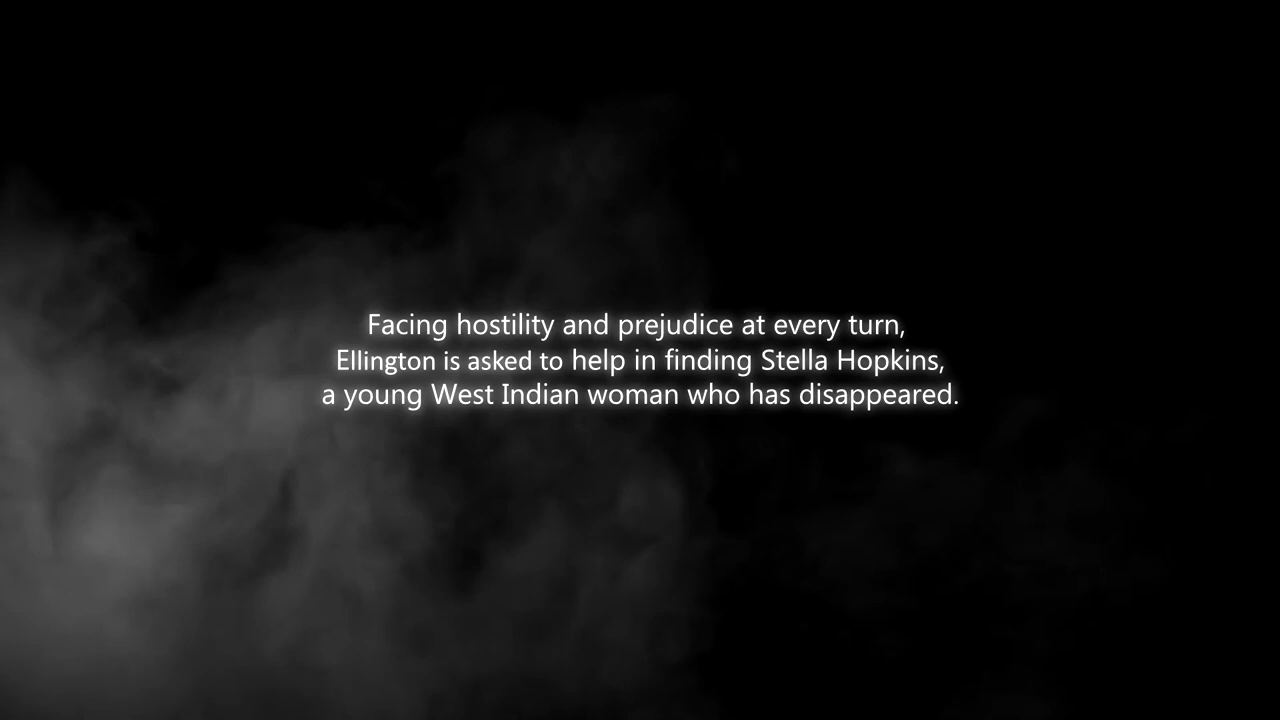 Facing hostility and prejudice at every turn,
Ellington is asked to help in finding Stella Hopkins,
a young West Indian woman who has disappeared.